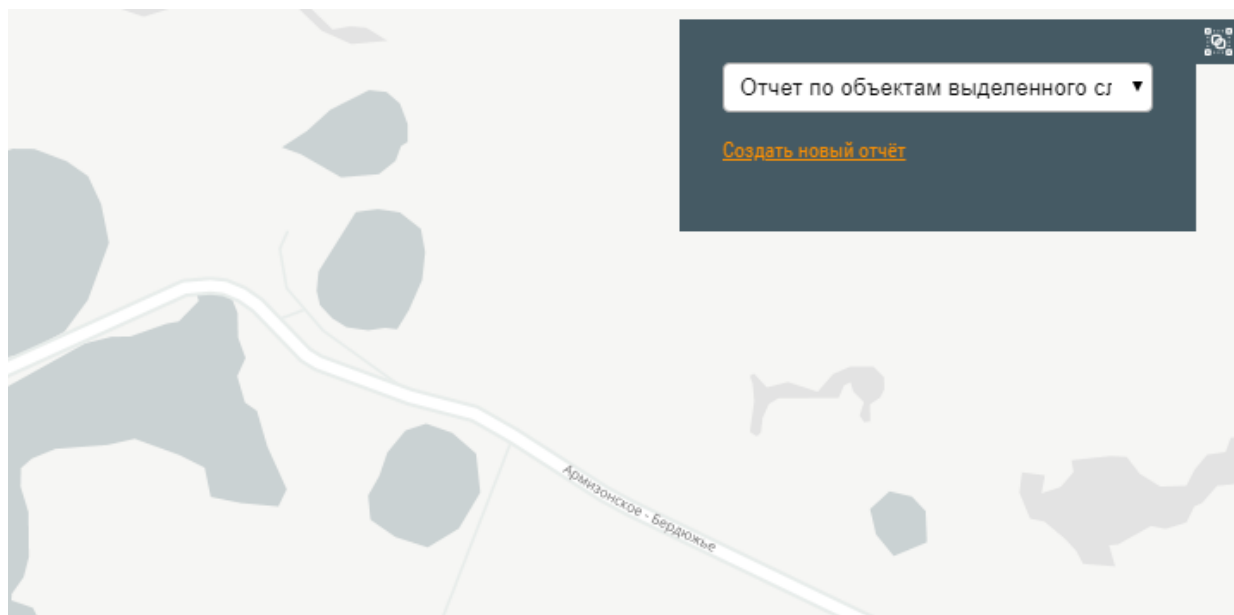 Отчет по объектам выделенного сл
Создать новый отчёт
Армизонское - Бердюжье